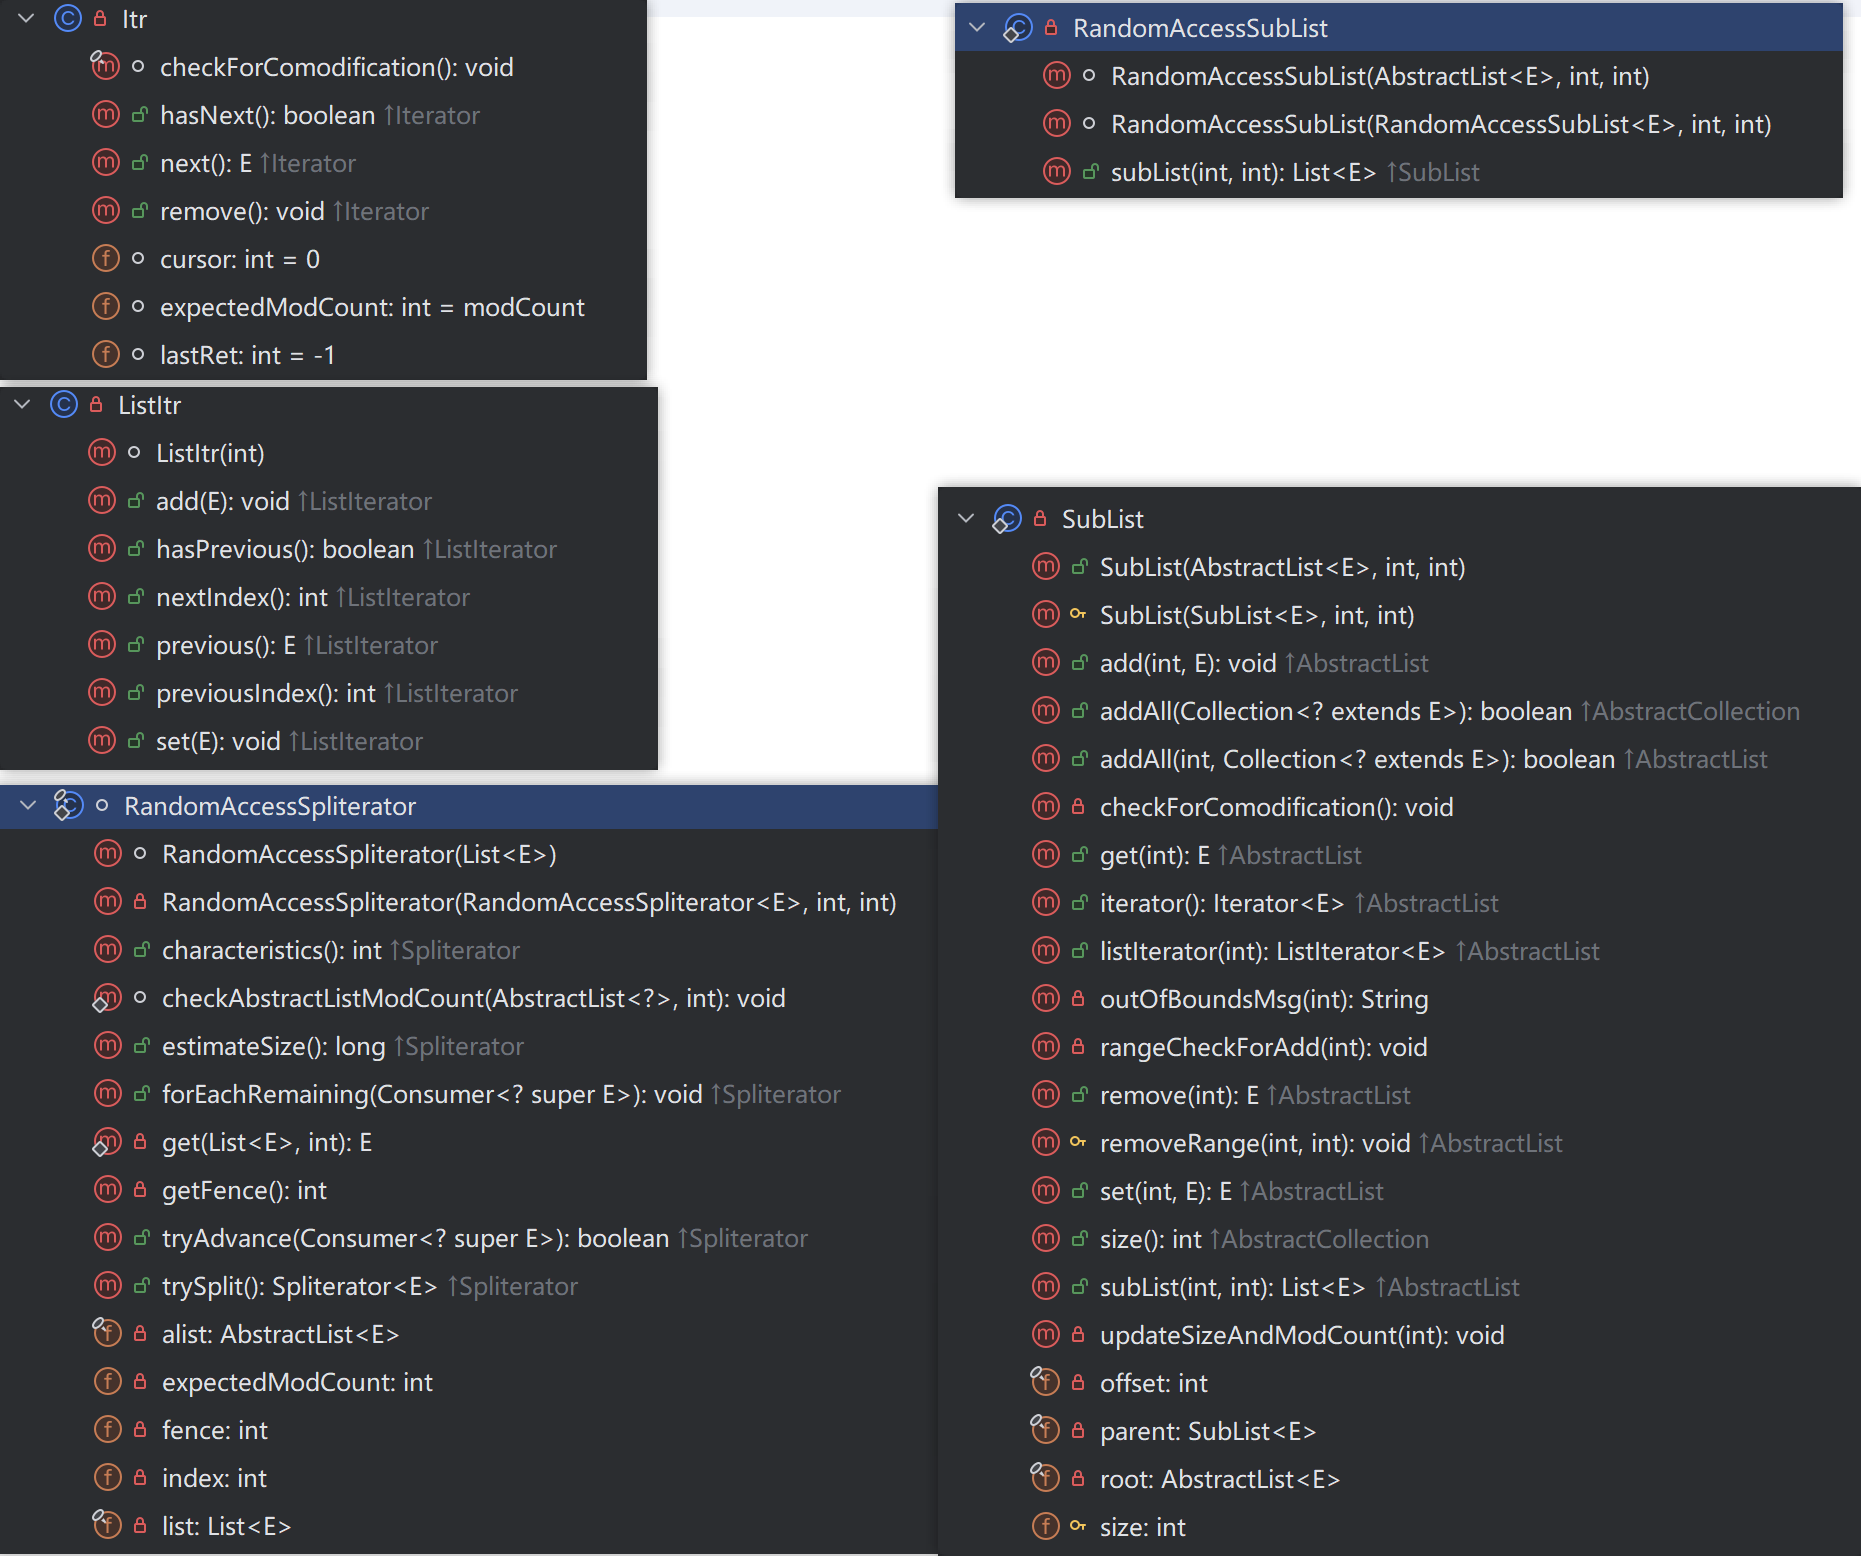 Itr
checkForComodification(): void
hasNext(): boolean ↑Iterator
next(): E ↑Iterator
remove(): void ↑Iterator
cursor: int = 0
expectedModCount: int = modCount
lastRet: int = -1
ListItr
ListItr(int)
add(E): void ↑ListIterator
hasPrevious(): boolean ↑ListIterator
nextIndex(): int ↑ListIterator
previous(): E ↑ListIterator
previousIndex(): int ↑ListIterator
set(E): void ↑ListIterator
RandomAccessSpliterator
RandomAccessSpliterator(List<E>)
RandomAccessSpliterator(RandomAccessSpliterator<E>, int, int)
characteristics(): int ↑Spliterator
checkAbstractListModCount(AbstractList<?>, int): void
estimateSize(): long ↑Spliterator
forEachRemaining(Consumer<? super E>): void ↑Spliterator
get(List<E>, int): E
getFence(): int
tryAdvance(Consumer<? super E>): boolean ↑Spliterator
trySplit(): Spliterator<E> ↑Spliterator
alist: AbstractList<E>
expectedModCount: int
fence: int
index: int
list: List<E>
RandomAccessSubList
RandomAccessSubList(AbstractList<E>, int, int)
RandomAccessSubList(RandomAccessSubList<E>, int, int)
subList(int, int): List<E> ↑SubList
SubList
SubList(AbstractList<E>, int, int)
SubList(SubList<E>, int, int)
add(int, E): void ↑AbstractList
addAll(Collection<? extends E>): boolean ↑AbstractCollection
addAll(int, Collection<? extends E>): boolean ↑AbstractList
checkForComodification(): void
get(int): E ↑AbstractList
iterator(): Iterator<E> ↑AbstractList
listIterator(int): ListIterator<E> ↑AbstractList
outOfBoundsMsg(int): String
rangeCheckForAdd(int): void
remove(int): E ↑AbstractList
removeRange(int, int): void ↑AbstractList
set(int, E): E ↑AbstractList
size(): int ↑AbstractCollection
subList(int, int): List<E> ↑AbstractList
updateSizeAndModCount(int): void
offset: int
parent: SubList<E>
root: AbstractList<E>
size: int